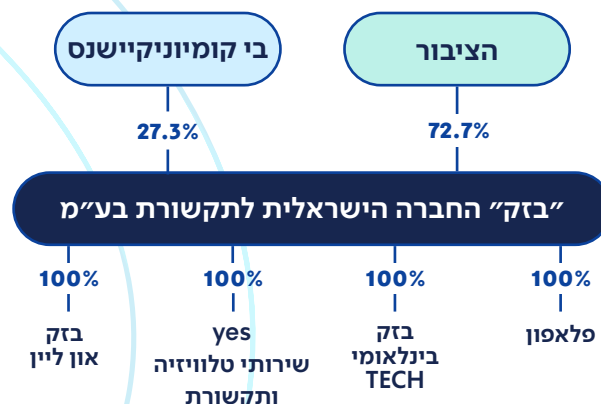 הציבור
בי קומיוניקיישנס
72.7%
27.3%
״בזק״ החברה הישראלית לתקשורת בע״מ
100%
100%
100%
100%
פלאפון
בזק
בינלאומי
TECH
yes
שירותי טלוויזיה
ותקשורת
בזק
און ליין